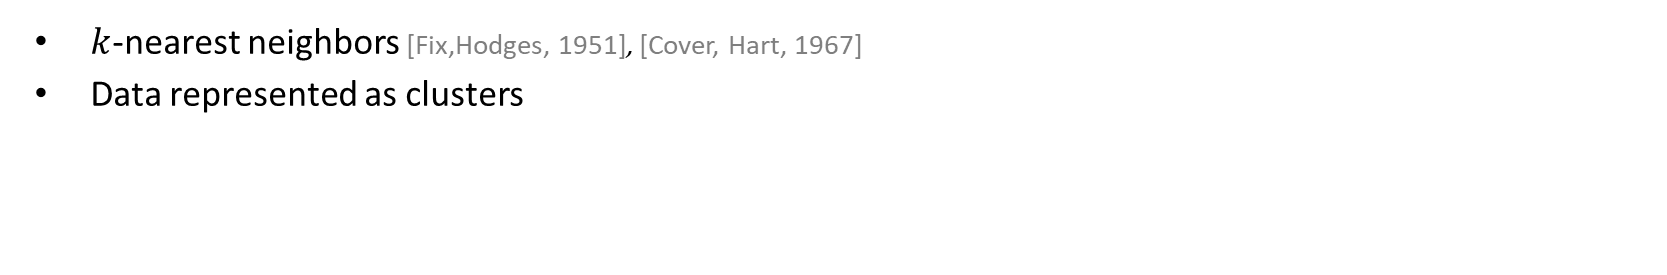 • k-nearest neighbors [Fix,Hodges, 1951], [Cover, Hart, 1967]
• Data represented as clusters